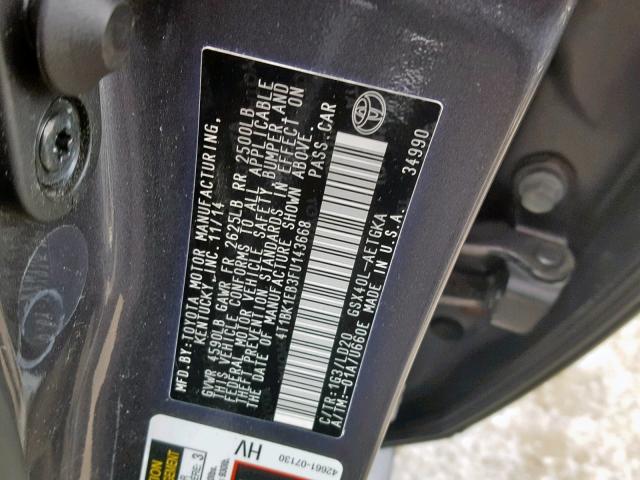 MFD.BY:TOYOTA MOTOR MANUFACTURING,
KENTUCKY, INC. 11/14
GVWR 4590LB GAWR FR 2625LB RR 2500LB
THIS VEHICLE CONFORMS TO ALL APPLICABLE
FEDERAL MOTOR VEHICLE SAFETY BUMPER,AND
THEFT PREVENTION STANDARDS IN EFFECT ON
THE DATE OF MANUFACTURE SHOWN ABOVE.
4T1BK1EB3FU143698 PASS.CAR
C/TR:1G3/LD20 GSX40L-AETGKA
A/TM:-01A/U660E MADE IN U.S.A. 34990
42661-07130
HV